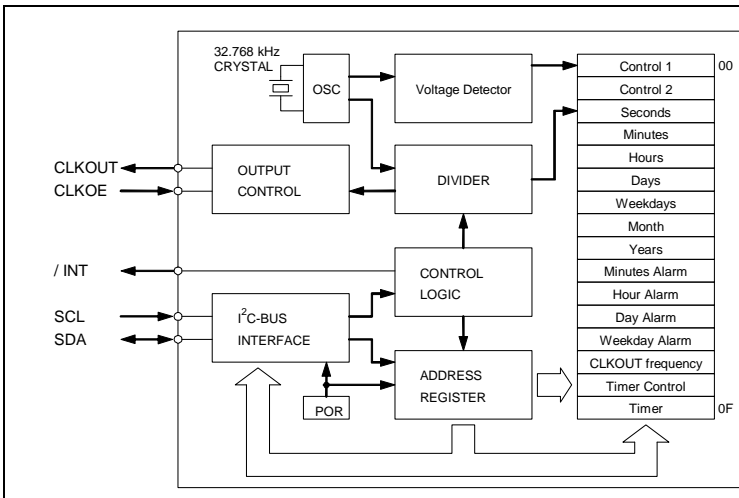 32.768 kHz
CRYSTAL
OSC
Voltage Detector
Control 1
00
Control 2
Seconds
Minutes
Hours
Days
Weekdays
Month
Years
Minutes Alarm
Hour Alarm
Day Alarm
Weekday Alarm
CLKOUT frequency
Timer Control
Timer
0F
CLKOUT
CLKOE
OUTPUT
CONTROL
DIVIDER
/ INT
CONTROL
LOGIC
SCL
SDA
I²C-BUS
INTERFACE
ADDRESS
REGISTER
POR